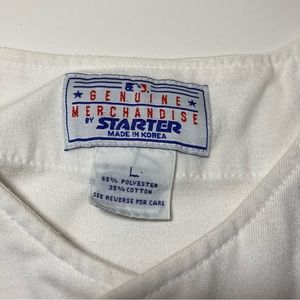 GENUINE
MERCHANDISE
BY STARTER
MADE IN KOREA
L
65% POLYESTER
35% COTTON
SEE REVERSE FOR CARE